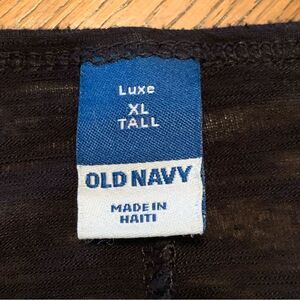 Luxe
XL
TALL
OLD NAVY
MADE IN
HAITI